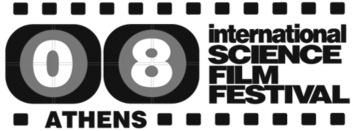 08
international
SCIENCE
FILM
FESTIVAL
ATHENS